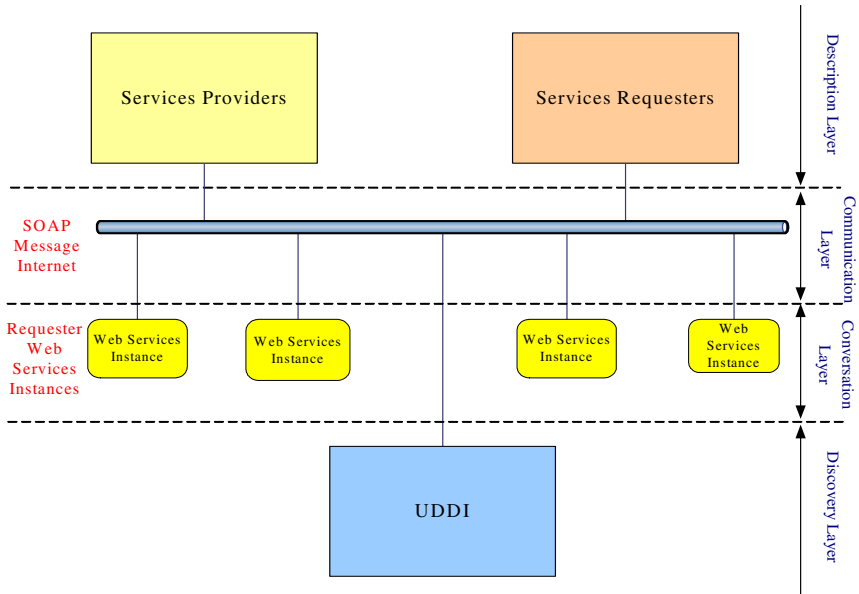 Services Providers
Services Requesters
Description Layer
SOAP
Message
Internet
Communication
Layer
Requester
Web
Services
Instances
Web Services
Instance
Web Services
Instance
Web Services
Instance
Web
Services
Instance
Conversation
Layer
UDDI
Discovery Layer